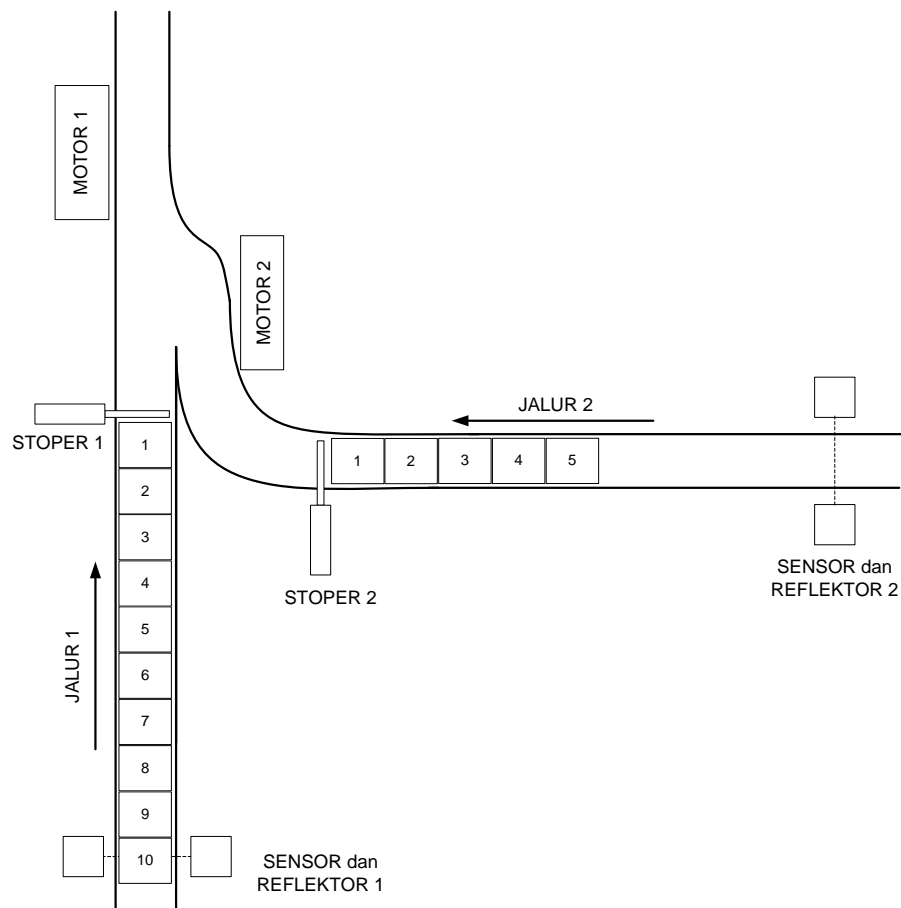 MOTOR 1
MOTOR 2
JALUR 2
STOPER 1
1
2
3
4
5
6
7
8
9
10
1
2
3
4
5
STOPER 2
SENSOR dan
REFLEKTOR 2
JALUR 1
SENSOR dan
REFLEKTOR 1